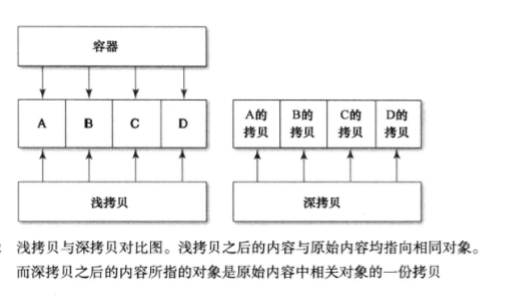 容器
A B C D
A的 B的 C的 D的
拷贝 拷贝 拷贝 拷贝
浅拷贝 深拷贝
浅拷贝与深拷贝对比图。浅拷贝之后的内容与原始内容均指向相同对象。
而深拷贝之后的内容所指的对象是原始内容中相关对象的一份拷贝